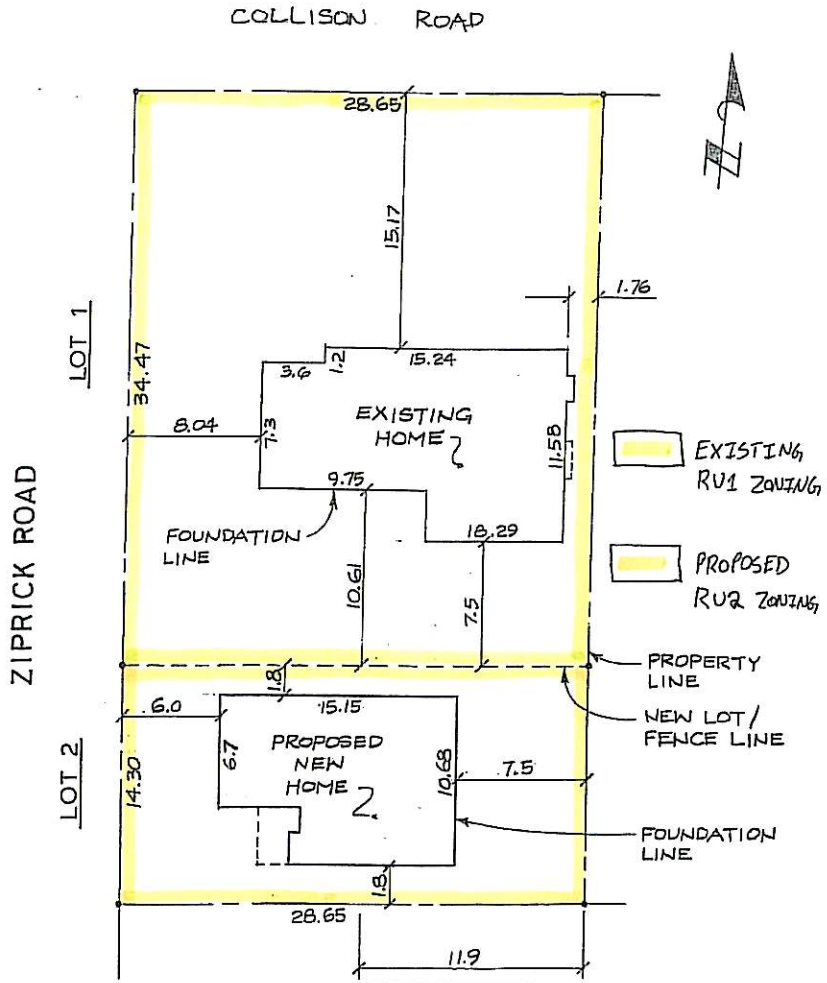 COLLISON ROAD
28.65
15.17
1.76
LOT 1
34.47
3.6
1.2
15.24
8.04
7.3
EXISTING
HOME 2
11.58
EXISTING
RU1 ZONING
9.75
FOUNDATION
LINE
18.29
PROPOSED
RU2 ZONING
10.61
7.5
ZIPRICK ROAD
PROPERTY
LINE
NEW LOT/
FENCE LINE
1.8
6.0
15.15
LOT 2
14.30
6.7
PROPOSED
NEW
HOME 2.
10.68
7.5
FOUNDATION
LINE
1.8
28.65
11.9
N